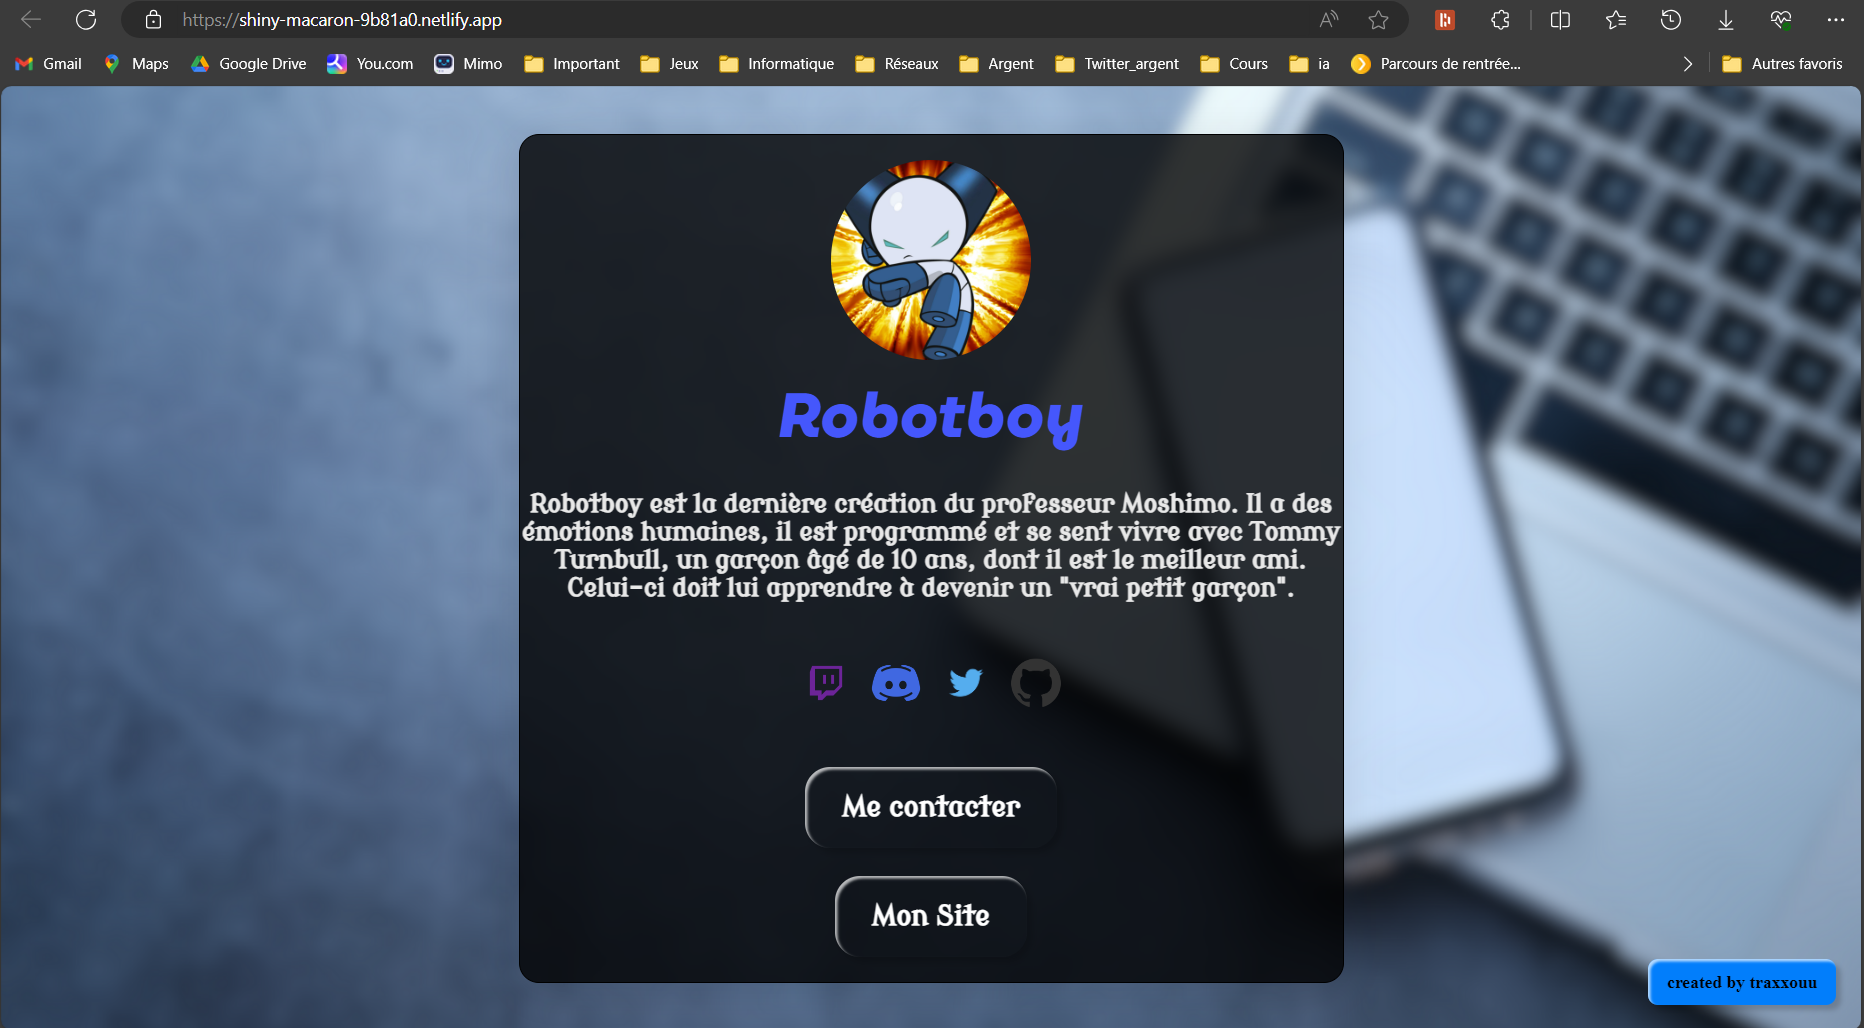 https://shiny-macaron-9b81a0.netlify.app
Gmail Maps Google Drive You.com Mimo Important Jeux Informatique Réseaux Argent Twitter_argent Cours ia Parcours de rentrée... Autres favoris
Robotboy
Robotboy est la dernière création du professeur Moshimo. Il a des
émotions humaines, il est programmé et se sent vivre avec Tommy
Turnbull, un garçon âgé de 10 ans, dont il est le meilleur ami.
Celui-ci doit lui apprendre à devenir un "vrai petit garçon".
Me contacter
Mon Site
created by traxxouu